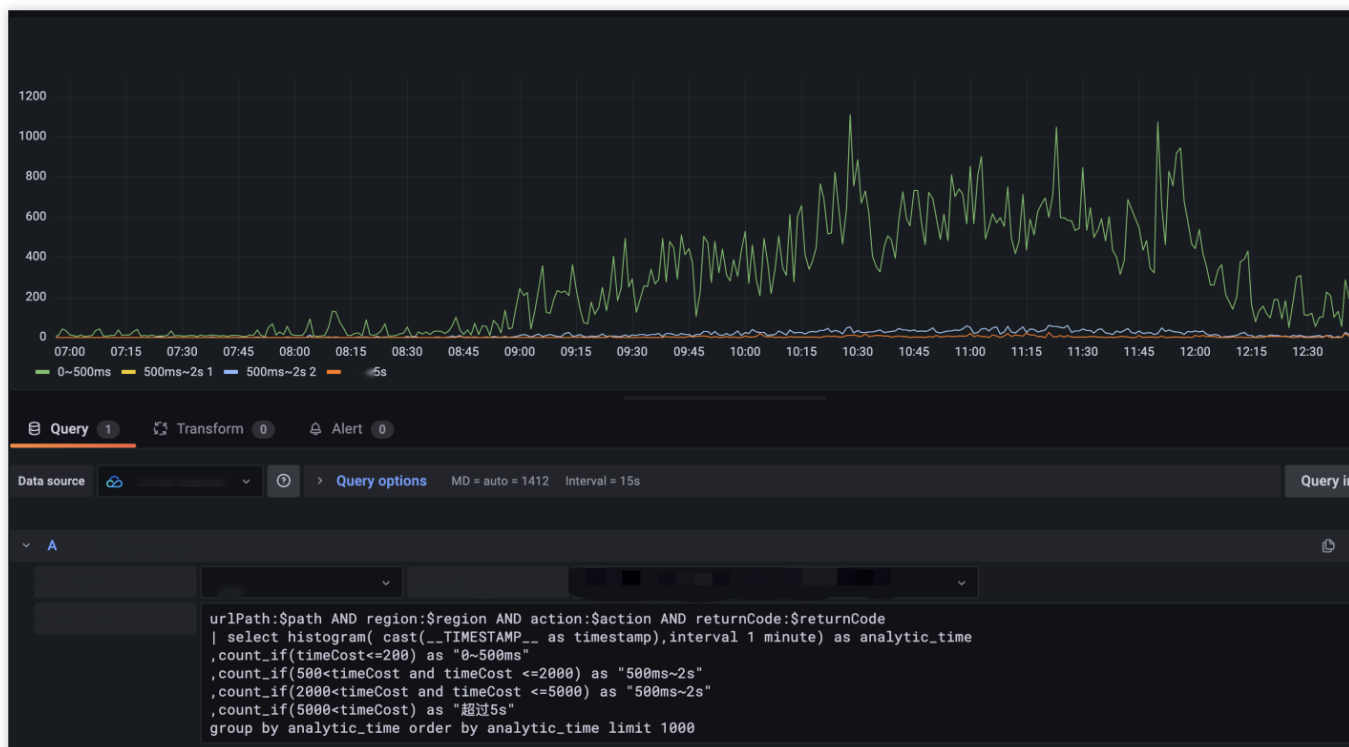 1200
1000
800
600
400
200
0
07:00 07:15 07:30 07:45 08:00 08:15 08:30 08:45 09:00 09:15 09:30 09:45 10:00 10:15 10:30 10:45 11:00 11:15 11:30 11:45 12:00 12:15 12:30
0~500ms 500ms~2s 1 500ms~2s 2 5s
Query 1 Transform 0 Alert 0
Data source Query options MD = auto = 1412 Interval = 15s Query in
A
urlPath:$path AND region:$region AND action:$action AND returnCode:$returnCode
| select histogram( cast(__TIMESTAMP__ as timestamp),interval 1 minute) as analytic_time
,count_if(timeCost<=200) as "0~500ms"
,count_if(500<timeCost and timeCost <=2000) as "500ms~2s"
,count_if(2000<timeCost and timeCost <=5000) as "500ms~2s"
,count_if(5000<timeCost) as "超过5s"
group by analytic_time order by analytic_time limit 1000